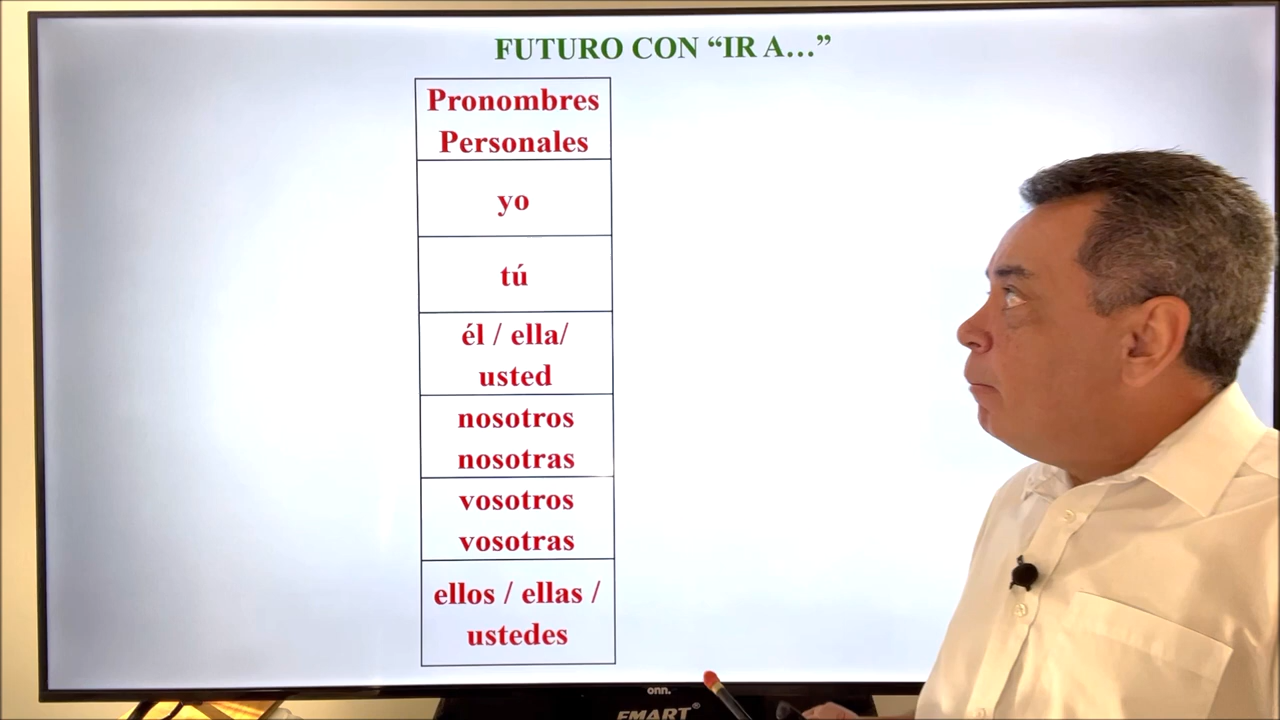 FUTURO CON “IR A…”
Pronombres
Personales
yo
tú
él / ella/
usted
nosotros
nosotras
vosotros
vosotras
ellos / ellas /
ustedes
onn.
EMART®